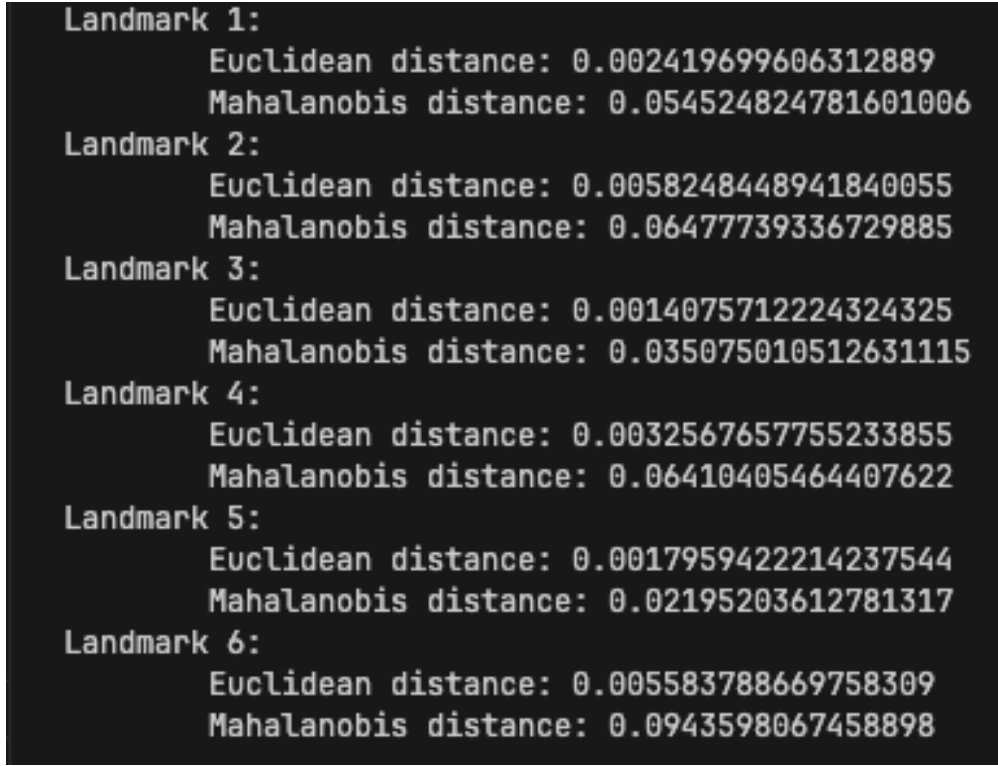 Landmark 1:
Euclidean distance: 0.002419699606312889
Mahalanobis distance: 0.054524824781601006
Landmark 2:
Euclidean distance: 0.0058248448941840055
Mahalanobis distance: 0.06477739336729885
Landmark 3:
Euclidean distance: 0.0014075712224324325
Mahalanobis distance: 0.035075010512631115
Landmark 4:
Euclidean distance: 0.0032567657755233855
Mahalanobis distance: 0.06410405464407622
Landmark 5:
Euclidean distance: 0.0017959422214237544
Mahalanobis distance: 0.02195203612781317
Landmark 6:
Euclidean distance: 0.005583788669758309
Mahalanobis distance: 0.0943598067458898